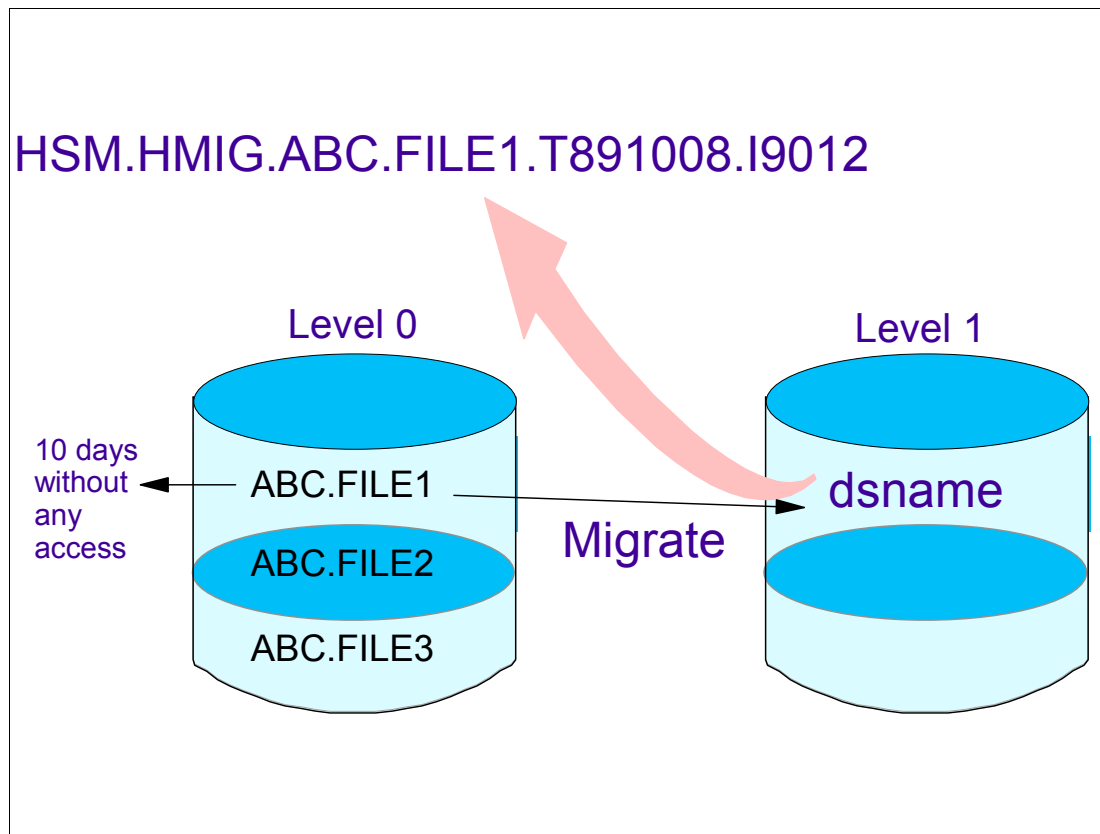 HSM.HMIG.ABC.FILE1.T891008.I9012
Level 0
Level 1
10 days
without
any
access
ABC.FILE1
dsname
Migrate
ABC.FILE2
ABC.FILE3